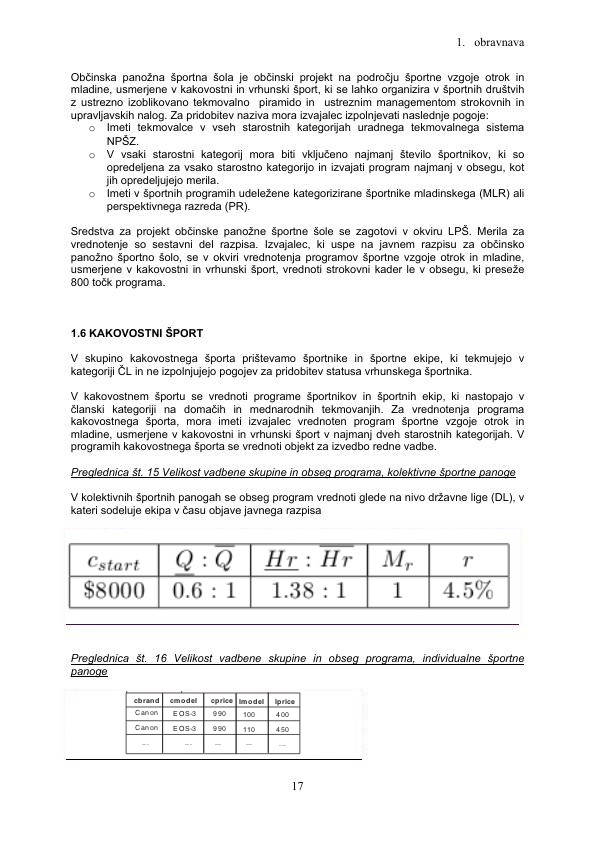 1. obravnava
Občinska panožna športna šola je občinski projekt na področju športne vzgoje otrok in
mladine, usmerjene v kakovostni in vrhunski šport, ki se lahko organizira v športnih društvih
z ustrezno izoblikovano tekmovalno piramido in ustreznim managementom strokovnih in
upravljavskih nalog. Za pridobitev naziva mora izvajalec izpolnjevati naslednje pogoje:
o Imeti tekmovalce v vseh starostnih kategorijah uradnega tekmovalnega sistema
NPŠZ.
o V vsaki starostni kategorij mora biti vključeno najmanj število športnikov, ki so
opredeljena za vsako starostno kategorijo in izvajati program najmanj v obsegu, kot
jih opredeljujejo merila.
o Imeti v športnih programih udeležene kategorizirane športnike mladinskega (MLR) ali
perspektivnega razreda (PR).
Sredstva za projekt občinske panožne športne šole se zagotovi v okviru LPŠ. Merila za
vrednotenje so sestavni del razpisa. Izvajalec, ki uspe na javnem razpisu za občinsko
panožno športno šolo, se v okviri vrednotenja programov športne vzgoje otrok in mladine,
usmerjene v kakovostni in vrhunski šport, vrednoti strokovni kader le v obsegu, ki preseže
800 točk programa.
1.6 KAKOVOSTNI ŠPORT
V skupino kakovostnega športa prištevamo športnike in športne ekipe, ki tekmujejo v
kategoriji ČL in ne izpolnjujejo pogojev za pridobitev statusa vrhunskega športnika.
V kakovostnem športu se vrednoti programe športnikov in športnih ekip, ki nastopajo v
članski kategoriji na domačih in mednarodnih tekmovanjih. Za vrednotenja programa
kakovostnega športa, mora imeti izvajalec vrednoten program športne vzgoje otrok in
mladine, usmerjene v kakovostni in vrhunski šport v najmanj dveh starostnih kategorijah. V
programih kakovostnega športa se vrednoti objekt za izvedbo redne vadbe.
Preglednica št. 15 Velikost vadbene skupine in obseg programa, kolektivne športne panoge
V kolektivnih športnih panogah se obseg program vrednoti glede na nivo državne lige (DL), v
kateri sodeluje ekipa v času objave javnega razpisa
c_start Q : Q Hr : Hr M_r r
$8000 0.6 : 1 1.38 : 1 1 4.5%
Preglednica št. 16 Velikost vadbene skupine in obseg programa, individualne športne
panoge
cbrand cmodel cprice lmodel lprice
Canon EOS-3 990 100 400
Canon EOS-3 990 110 450
... ... ... ... ...
17